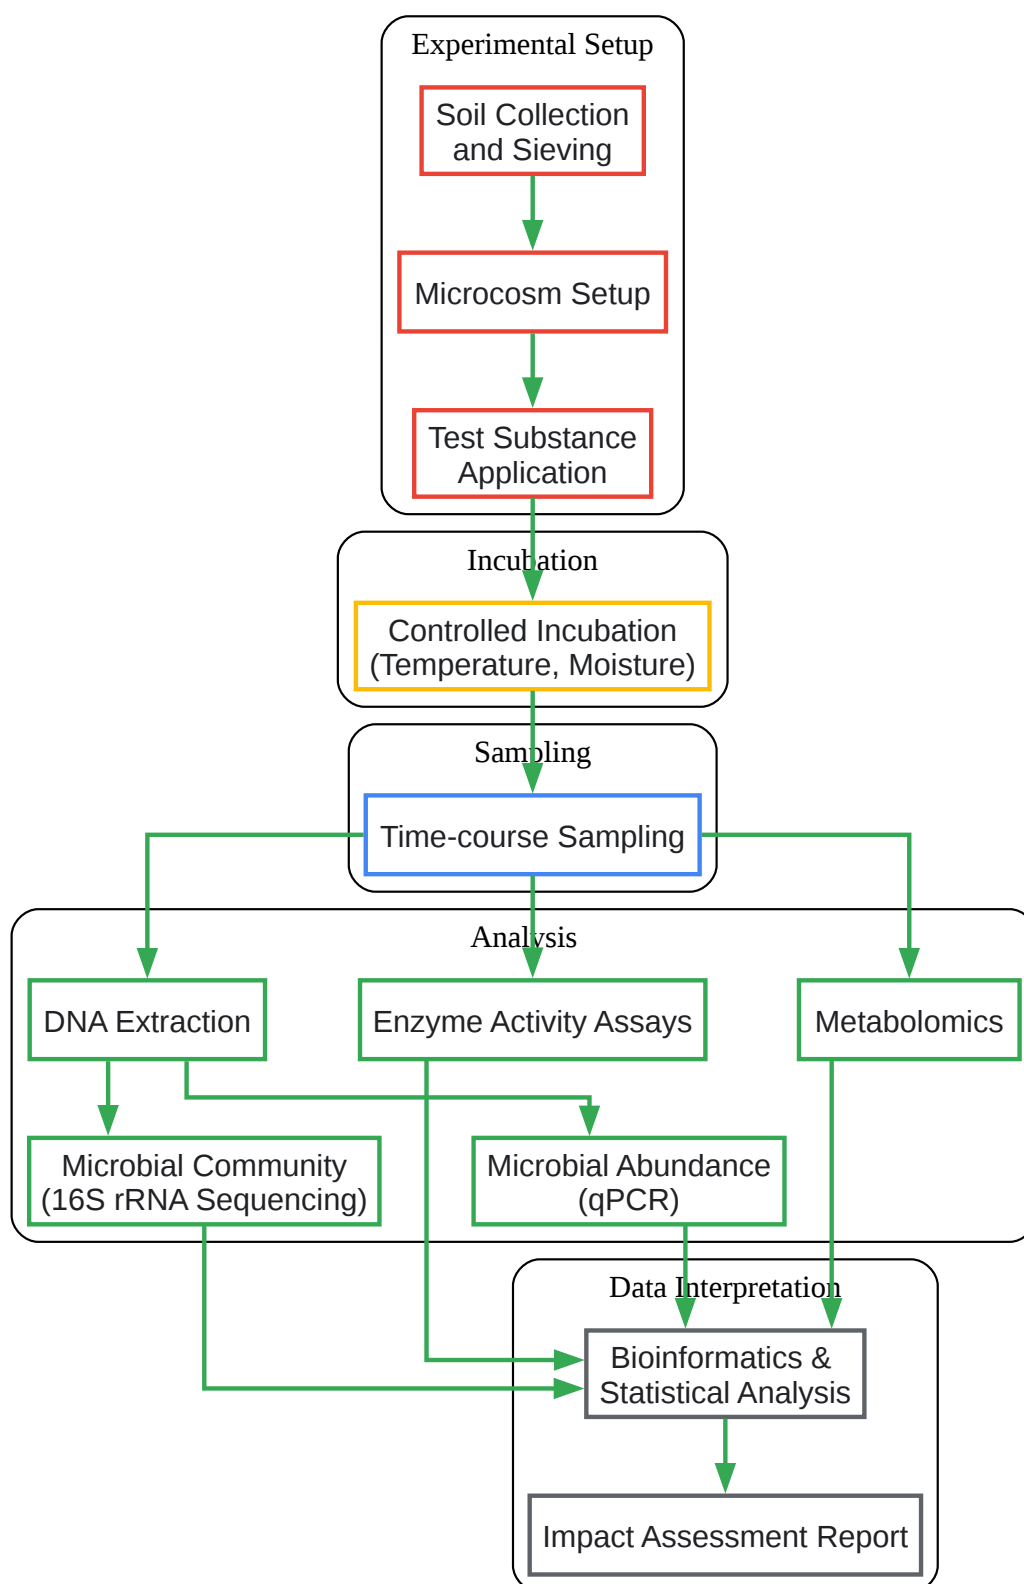 Experimental Setup
Soil Collection
and Sieving
Microcosm Setup
Test Substance
Application
Incubation
Controlled Incubation
(Temperature, Moisture)
Sampling
Time-course Sampling
Analysis
DNA Extraction
Enzyme Activity Assays
Metabolomics
Microbial Community
(16S rRNA Sequencing)
Microbial Abundance
(qPCR)
Data Interpretation
Bioinformatics &
Statistical Analysis
Impact Assessment Report